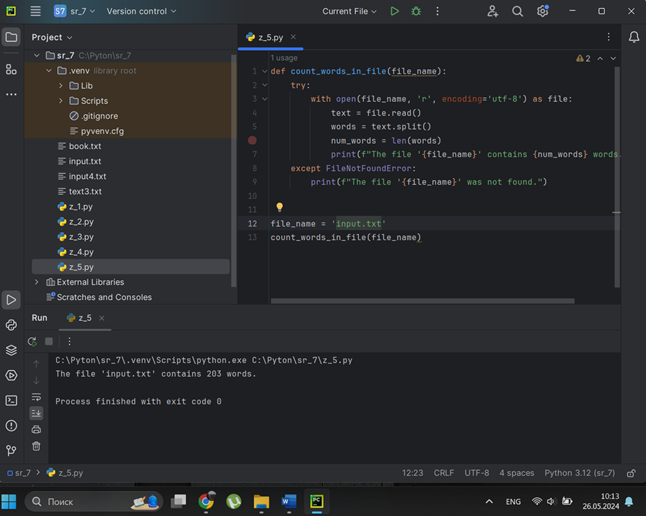 PC S7 sr_7 Version control Current File
Project
sr_7 C:\Pyton\sr_7
.venv library root
Lib
Scripts
.gitignore
pyvenv.cfg
book.txt
input.txt
input4.txt
text3.txt
z_1.py
z_2.py
z_3.py
z_4.py
z_5.py
External Libraries
Scratches and Consoles
z_5.py
1 usage
2
1 def count_words_in_file(file_name):
2 try:
3 with open(file_name, 'r', encoding='utf-8') as file:
4 text = file.read()
5 words = text.split()
num_words = len(words)
7 print(f"The file '{file_name}' contains {num_words} words.
8 except FileNotFoundError:
9 print(f"The file '{file_name}' was not found.")
10
11
12 file_name = 'input.txt'
13 count_words_in_file(file_name)
Run z_5
C:\Pyton\sr_7\.venv\Scripts\python.exe C:\Pyton\sr_7\z_5.py
The file 'input.txt' contains 203 words.
Process finished with exit code 0
sr_7 > z_5.py 12:23 CRLF UTF-8 4 spaces Python 3.12 (sr_7)
Поиск ENG 10:13
26.05.2024